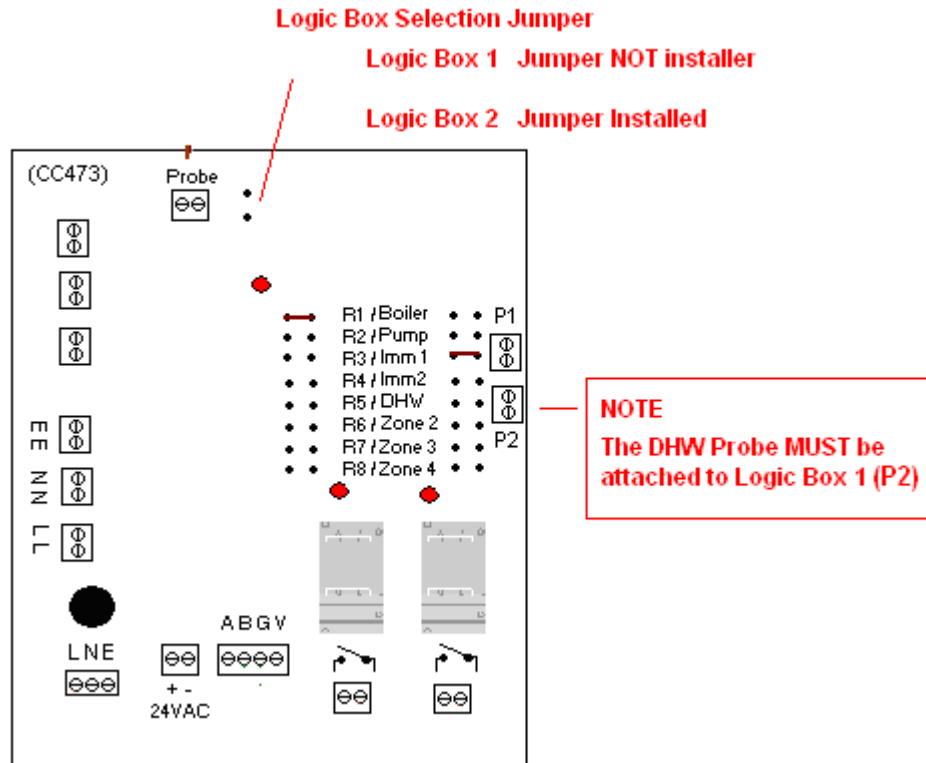 Logic Box Selection Jumper
Logic Box 1 Jumper NOT installer
Logic Box 2 Jumper Installed
(CC473)
Probe
R1 / Boiler
P1
R2 / Pump
R3 / Imm 1
R4 / Imm2
R5 / DHW
R6 / Zone 2
P2
R7 / Zone 3
R8 / Zone 4
NOTE
The DHW Probe MUST be
attached to Logic Box 1 (P2)
E E
N N
L L
A B G V
L N E
+ -
24VAC